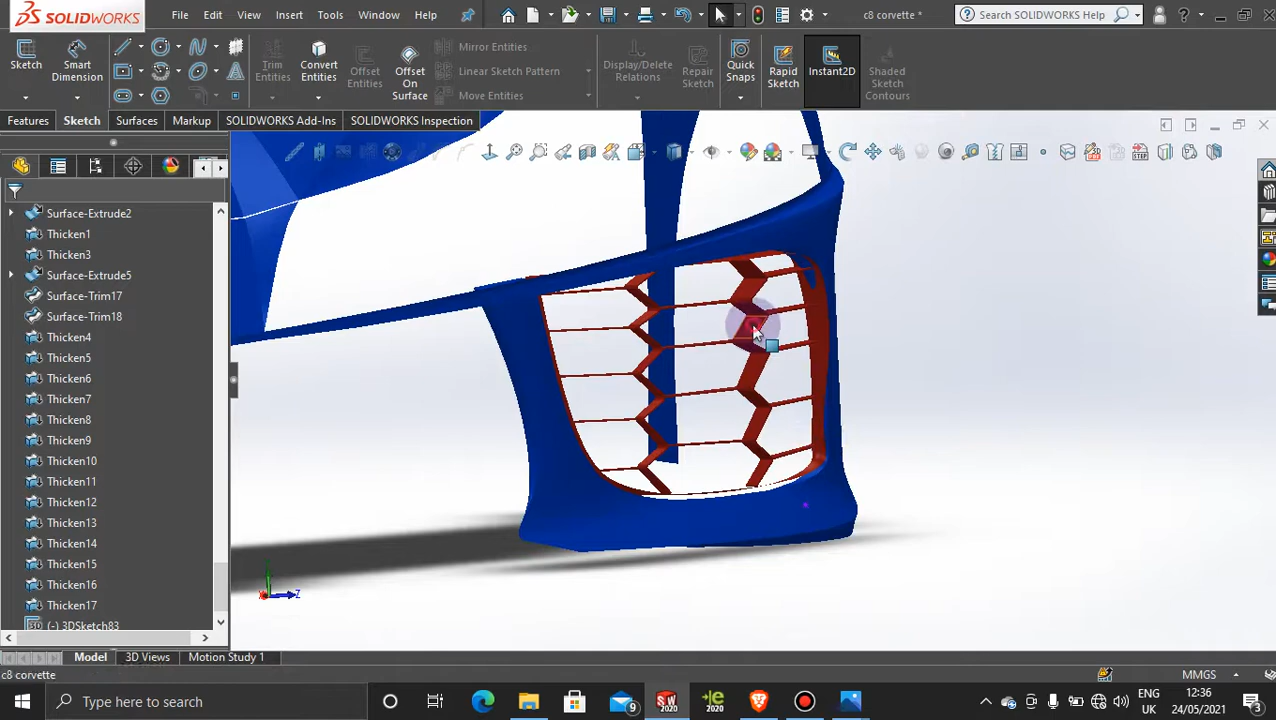 SOLIDWORKS File Edit View Insert Tools Window Help c8 corvette * Search SOLIDWORKS Help ?
Sketch Smart Dimension Trim Entities Convert Entities Offset Entities Offset On Surface Mirror Entities Linear Sketch Pattern Move Entities Display/Delete Relations Repair Sketch Quick Snaps Rapid Sketch Instant2D Shaded Sketch Contours
Features Sketch Surfaces Markup SOLIDWORKS Add-Ins SOLIDWORKS Inspection
Surface-Extrude2
Thicken1
Thicken3
Surface-Extrude5
Surface-Trim17
Surface-Trim18
Thicken4
Thicken5
Thicken6
Thicken7
Thicken8
Thicken9
Thicken10
Thicken11
Thicken12
Thicken13
Thicken14
Thicken15
Thicken16
Thicken17
(-) 3DSketch83
Z
Model 3D Views Motion Study 1
c8 corvette MMGS
Type here to search SW 2020 e 2020 9 ENG UK 12:36 24/05/2021 3